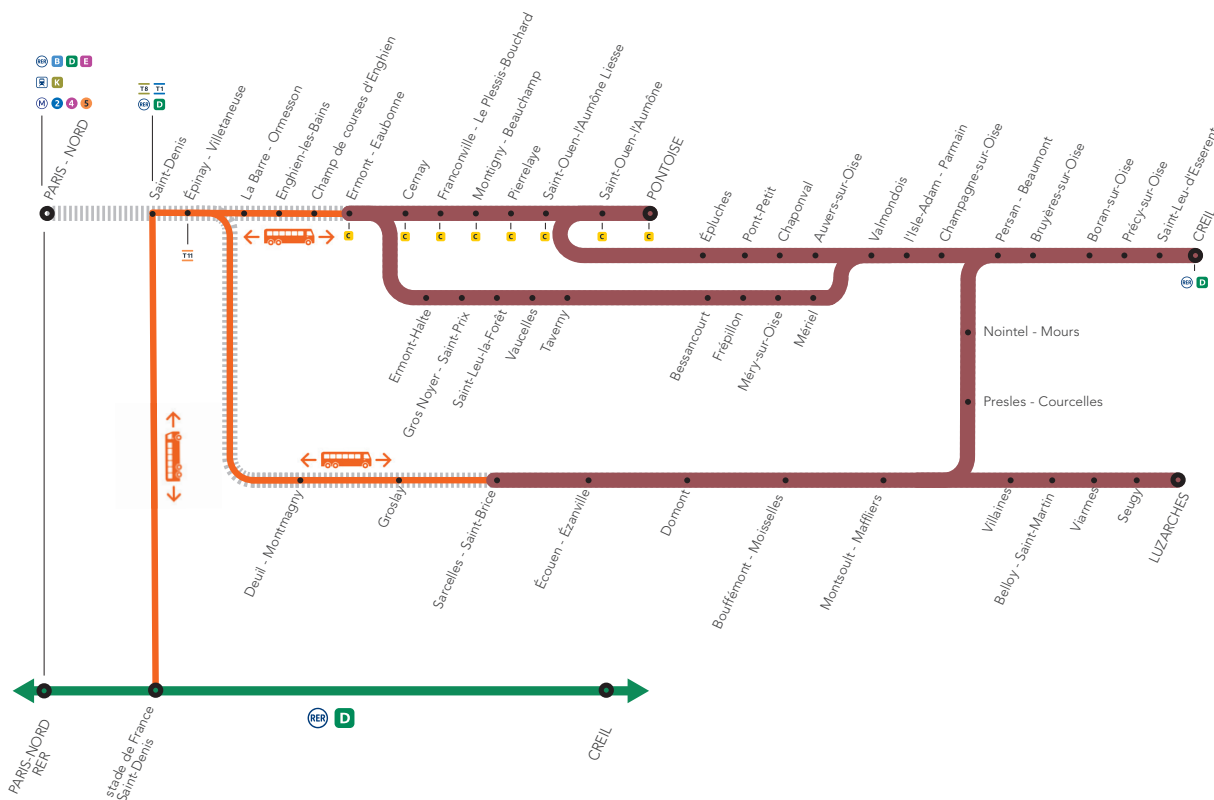 RER B D E
K
M 2 4 5
T8 T1
RER D
PARIS - NORD
Saint-Denis
Épinay - Villetaneuse
La Barre - Ormesson
Enghien-les-Bains
Champ de courses d'Enghien
Ermont - Eaubonne
Cernay
Franconville - Le Plessis-Bouchard
Montigny - Beauchamp
Pierrelaye
Saint-Ouen-l'Aumône Liesse
Saint-Ouen-l'Aumône
PONTOISE
C
C
C
C
C
C
C
C
T11
Épluches
Pont-Petit
Chaponval
Auvers-sur-Oise
Valmondois
l'Isle-Adam - Parmain
Champagne-sur-Oise
Persan - Beaumont
Bruyères-sur-Oise
Boran-sur-Oise
Précy-sur-Oise
Saint-Leu-d'Esserent
CREIL
RER D
Ermont-Halte
Gros Noyer - Saint-Prix
Saint-Leu-la-Forêt
Vaucelles
Taverny
Bessancourt
Frépillon
Méry-sur-Oise
Mériel
Nointel - Mours
Presles - Courcelles
Deuil - Montmagny
Groslay
Sarcelles - Saint-Brice
Écouen - Ézanville
Domont
Bouffémont - Moisselles
Montsoult - Maffliers
Villaines
Belloy - Saint-Martin
Viarmes
Seugy
LUZARCHES
PARIS-NORD
RER
stade de France
Saint-Denis
RER D
CREIL